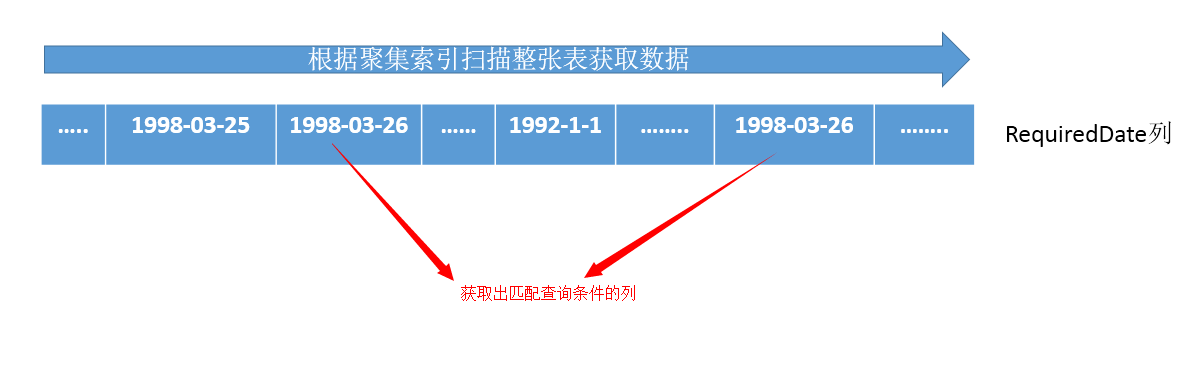 根据聚集索引扫描整张表获取数据
..... 1998-03-25 1998-03-26 ...... 1992-1-1 ........ 1998-03-26 ........
RequiredDate列
获取出匹配查询条件的列